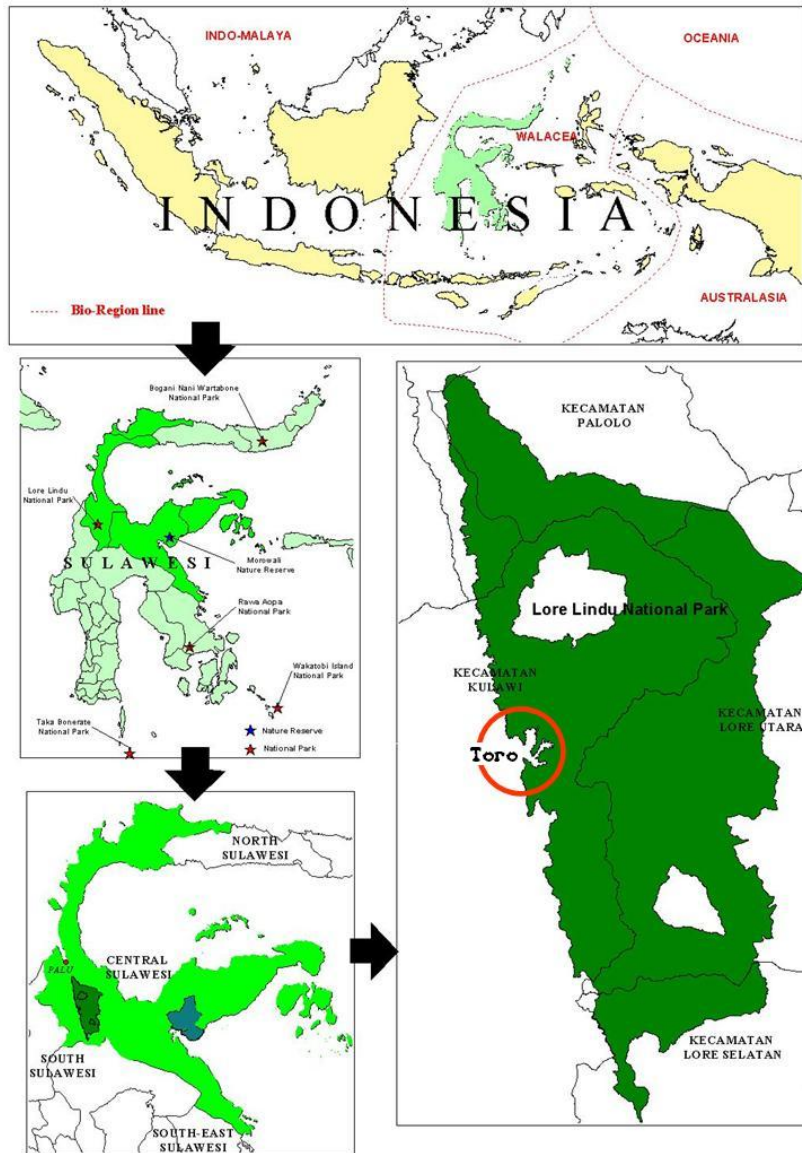 INDO-MALAYA
OCEANIA
WALACEA
INDONESIA
AUSTRALASIA
Bio-Region line
Bogani Nani Wartabone
National Park
Lore Lindu
National Park
SULAWESI
Morowali
Nature Reserve
Rawa Aopa
National Park
Wakatobi Island
National Park
Taka Bonerate
National Park
Nature Reserve
National Park
NORTH
SULAWESI
CENTRAL
SULAWESI
PALU
SOUTH
SULAWESI
SOUTH-EAST
SULAWESI
KECAMATAN
PALOLO
Lore Lindu National Park
KECAMATAN
KULAWI
KECAMATAN
LORE UTARA
Toro
KECAMATAN
LORE SELATAN